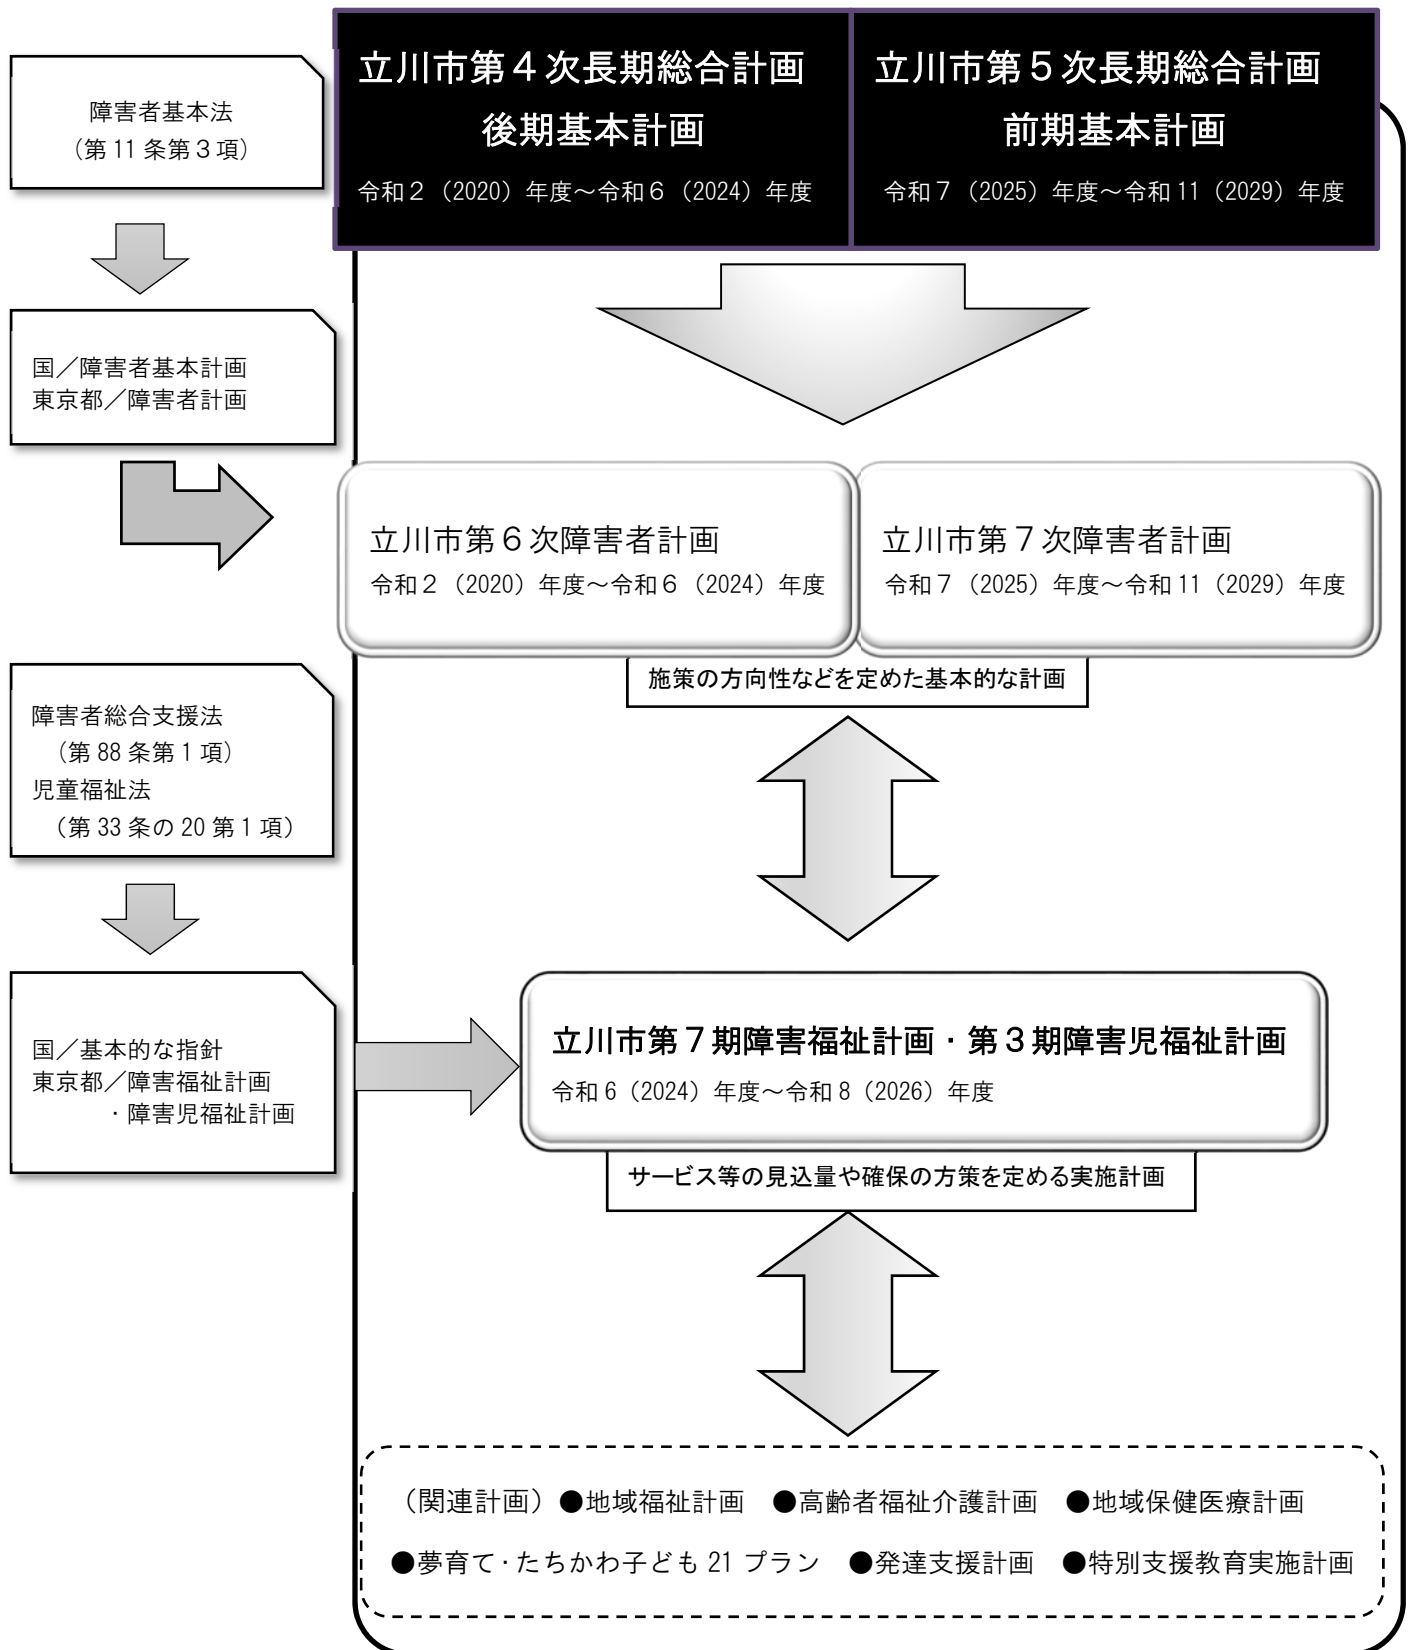 障害者基本法
（第11条第３項）
立川市第４次長期総合計画
後期基本計画
令和２（2020）年度～令和６（2024）年度
立川市第５次長期総合計画
前期基本計画
令和７（2025）年度～令和11（2029）年度
国／障害者基本計画
東京都／障害者計画
立川市第６次障害者計画
令和２（2020）年度～令和６（2024）年度
立川市第７次障害者計画
令和７（2025）年度～令和11（2029）年度
施策の方向性などを定めた基本的な計画
障害者総合支援法
（第88条第１項）
児童福祉法
（第33条の20第１項）
国／基本的な指針
東京都／障害福祉計画
・障害児福祉計画
立川市第７期障害福祉計画・第３期障害児福祉計画
令和6（2024）年度～令和8（2026）年度
サービス等の見込量や確保の方策を定める実施計画
（関連計画）●地域福祉計画　●高齢者福祉介護計画　●地域保健医療計画
●夢育て・たちかわ子ども21プラン　●発達支援計画　●特別支援教育実施計画